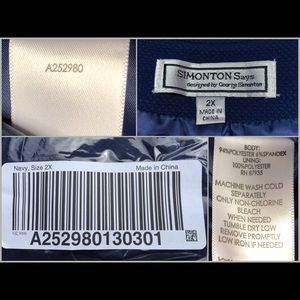 A252980
SIMONTON Says
designed by George Simonton
2X
MADE IN
CHINA
Navy, Size 2X
Made in China
A252980130301
BODY:
94%POLYESTER 6%SPANDEX
LINING:
100%POLYESTER
RN 87935
MACHINE WASH COLD
SEPARATELY
ONLY NON-CHLORINE
BLEACH
WHEN NEEDED
TUMBLE DRY LOW
REMOVE PROMPTLY
LOW IRON IF NEEDED